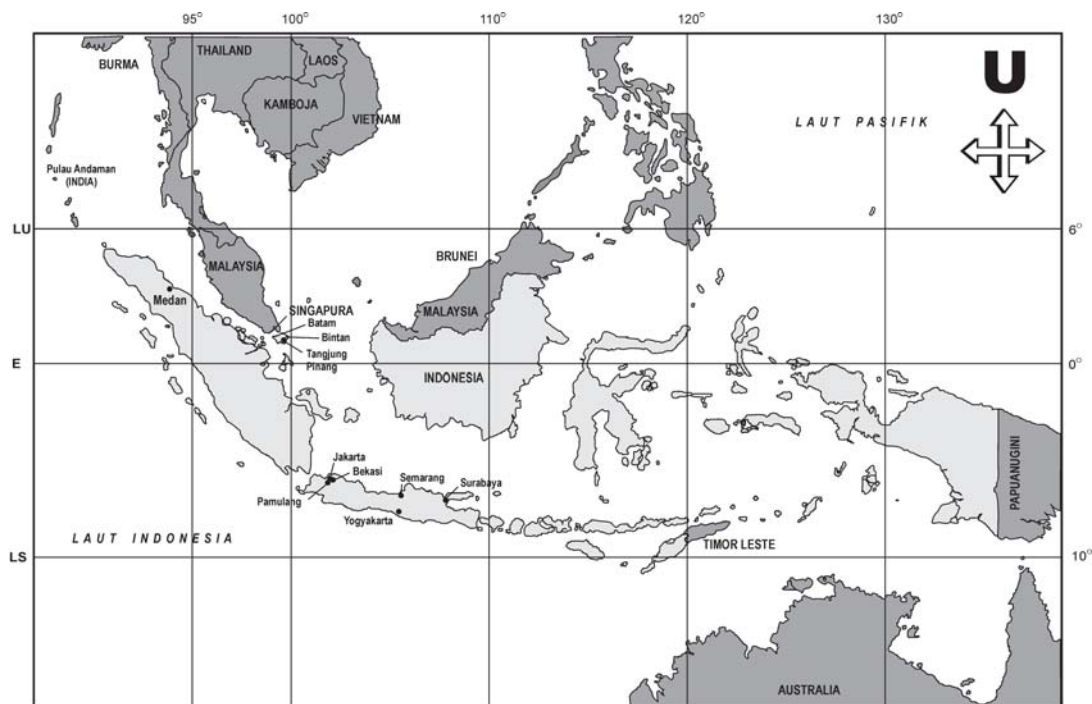 95° 100° 110° 120° 130°
BURMA
THAILAND
LAOS
KAMBOJA
VIETNAM
LAUT PASIFIK
U
Pulau Andaman
(INDIA)
LU
6°
MALAYSIA
BRUNEI
MALAYSIA
Medan
SINGAPURA
Batam
Bintan
Tangjung
Pinang
E
0°
INDONESIA
Jakarta
Bekasi
Pamulang
Semarang
Surabaya
Yogyakarta
PAPUANUGINI
LAUT INDONESIA
TIMOR LESTE
LS
10°
AUSTRALIA